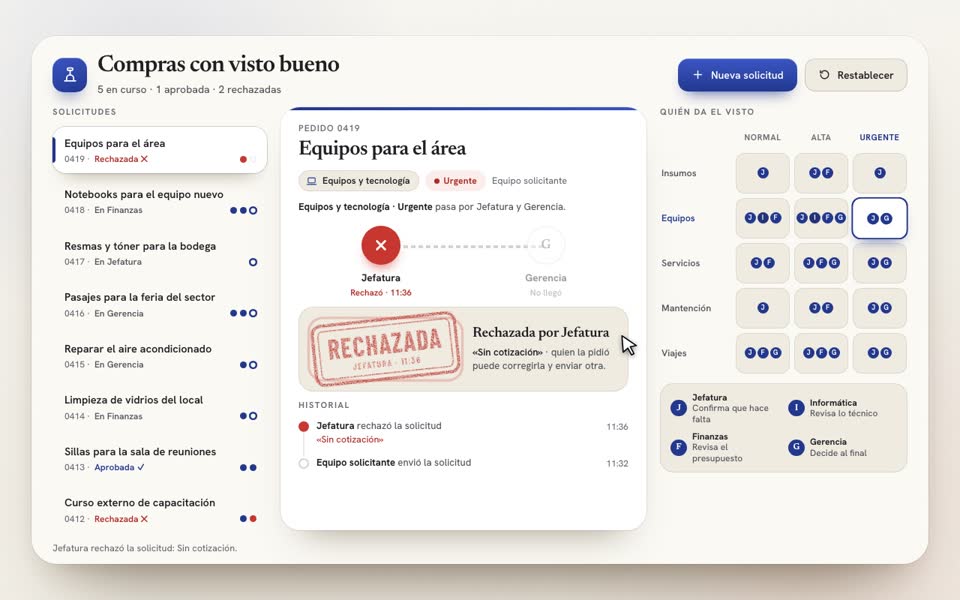 Compras con visto bueno
5 en curso · 1 aprobada · 2 rechazadas
+ Nueva solicitud
Restablecer
SOLICITUDES
Equipos para el área
0419 · Rechazada ✕
Notebooks para el equipo nuevo
0418 · En Finanzas
Resmas y tóner para la bodega
0417 · En Jefatura
Pasajes para la feria del sector
0416 · En Gerencia
Reparar el aire acondicionado
0415 · En Gerencia
Limpieza de vidrios del local
0414 · En Finanzas
Sillas para la sala de reuniones
0413 · Aprobada ✓
Curso externo de capacitación
0412 · Rechazada ✕
Jefatura rechazó la solicitud: Sin cotización.
PEDIDO 0419
Equipos para el área
Equipos y tecnología
Urgente
Equipo solicitante
Equipos y tecnología · Urgente pasa por Jefatura y Gerencia.
G
Jefatura
Rechazó · 11:36
Gerencia
No llegó
RECHAZADA
JEFATURA · 11:36
Rechazada por Jefatura
«Sin cotización» · quien la pidió
puede corregirla y enviar otra.
HISTORIAL
Jefatura rechazó la solicitud 11:36
«Sin cotización»
Equipo solicitante envió la solicitud 11:32
QUIÉN DA EL VISTO
NORMAL ALTA URGENTE
Insumos J J F J
Equipos J I F J I F G J G
Servicios J F J F G J G
Mantención J J F J G
Viajes J F G J F G J G
J Jefatura
Confirma que hace
falta
I Informática
Revisa lo técnico
F Finanzas
Revisa el
presupuesto
G Gerencia
Decide al final